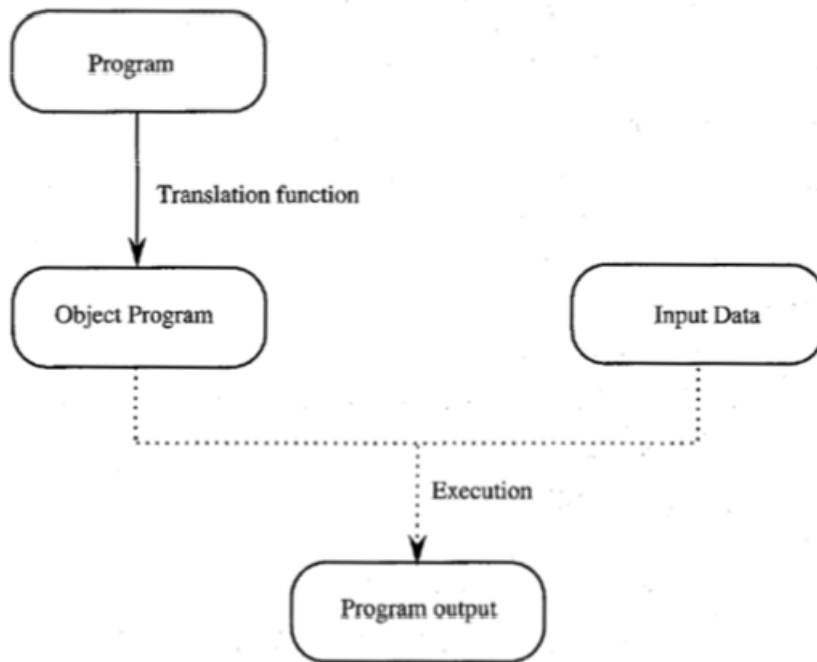 Program
Translation function
Object Program
Input Data
Execution
Program output